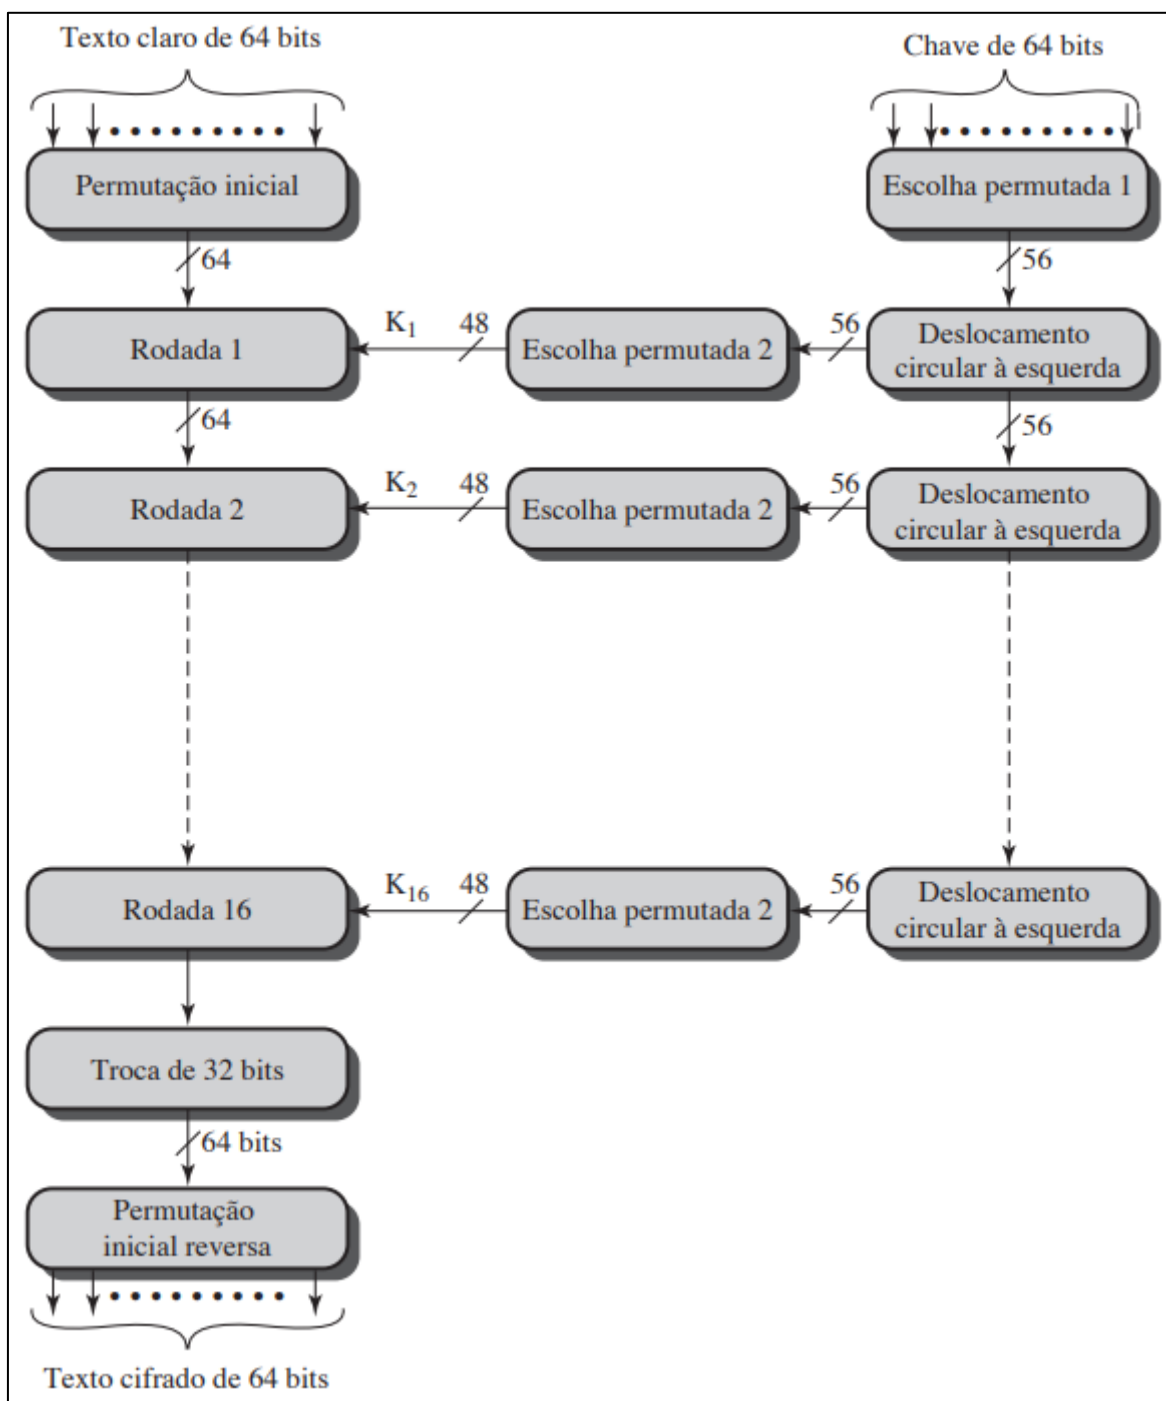 Texto claro de 64 bits
Chave de 64 bits
Permutação inicial
Escolha permutada 1
64
56
Rodada 1
K1
48
Escolha permutada 2
56
Deslocamento
circular à esquerda
64
56
Rodada 2
K2
48
Escolha permutada 2
56
Deslocamento
circular à esquerda
Rodada 16
K16
48
Escolha permutada 2
56
Deslocamento
circular à esquerda
Troca de 32 bits
64 bits
Permutação
inicial reversa
Texto cifrado de 64 bits